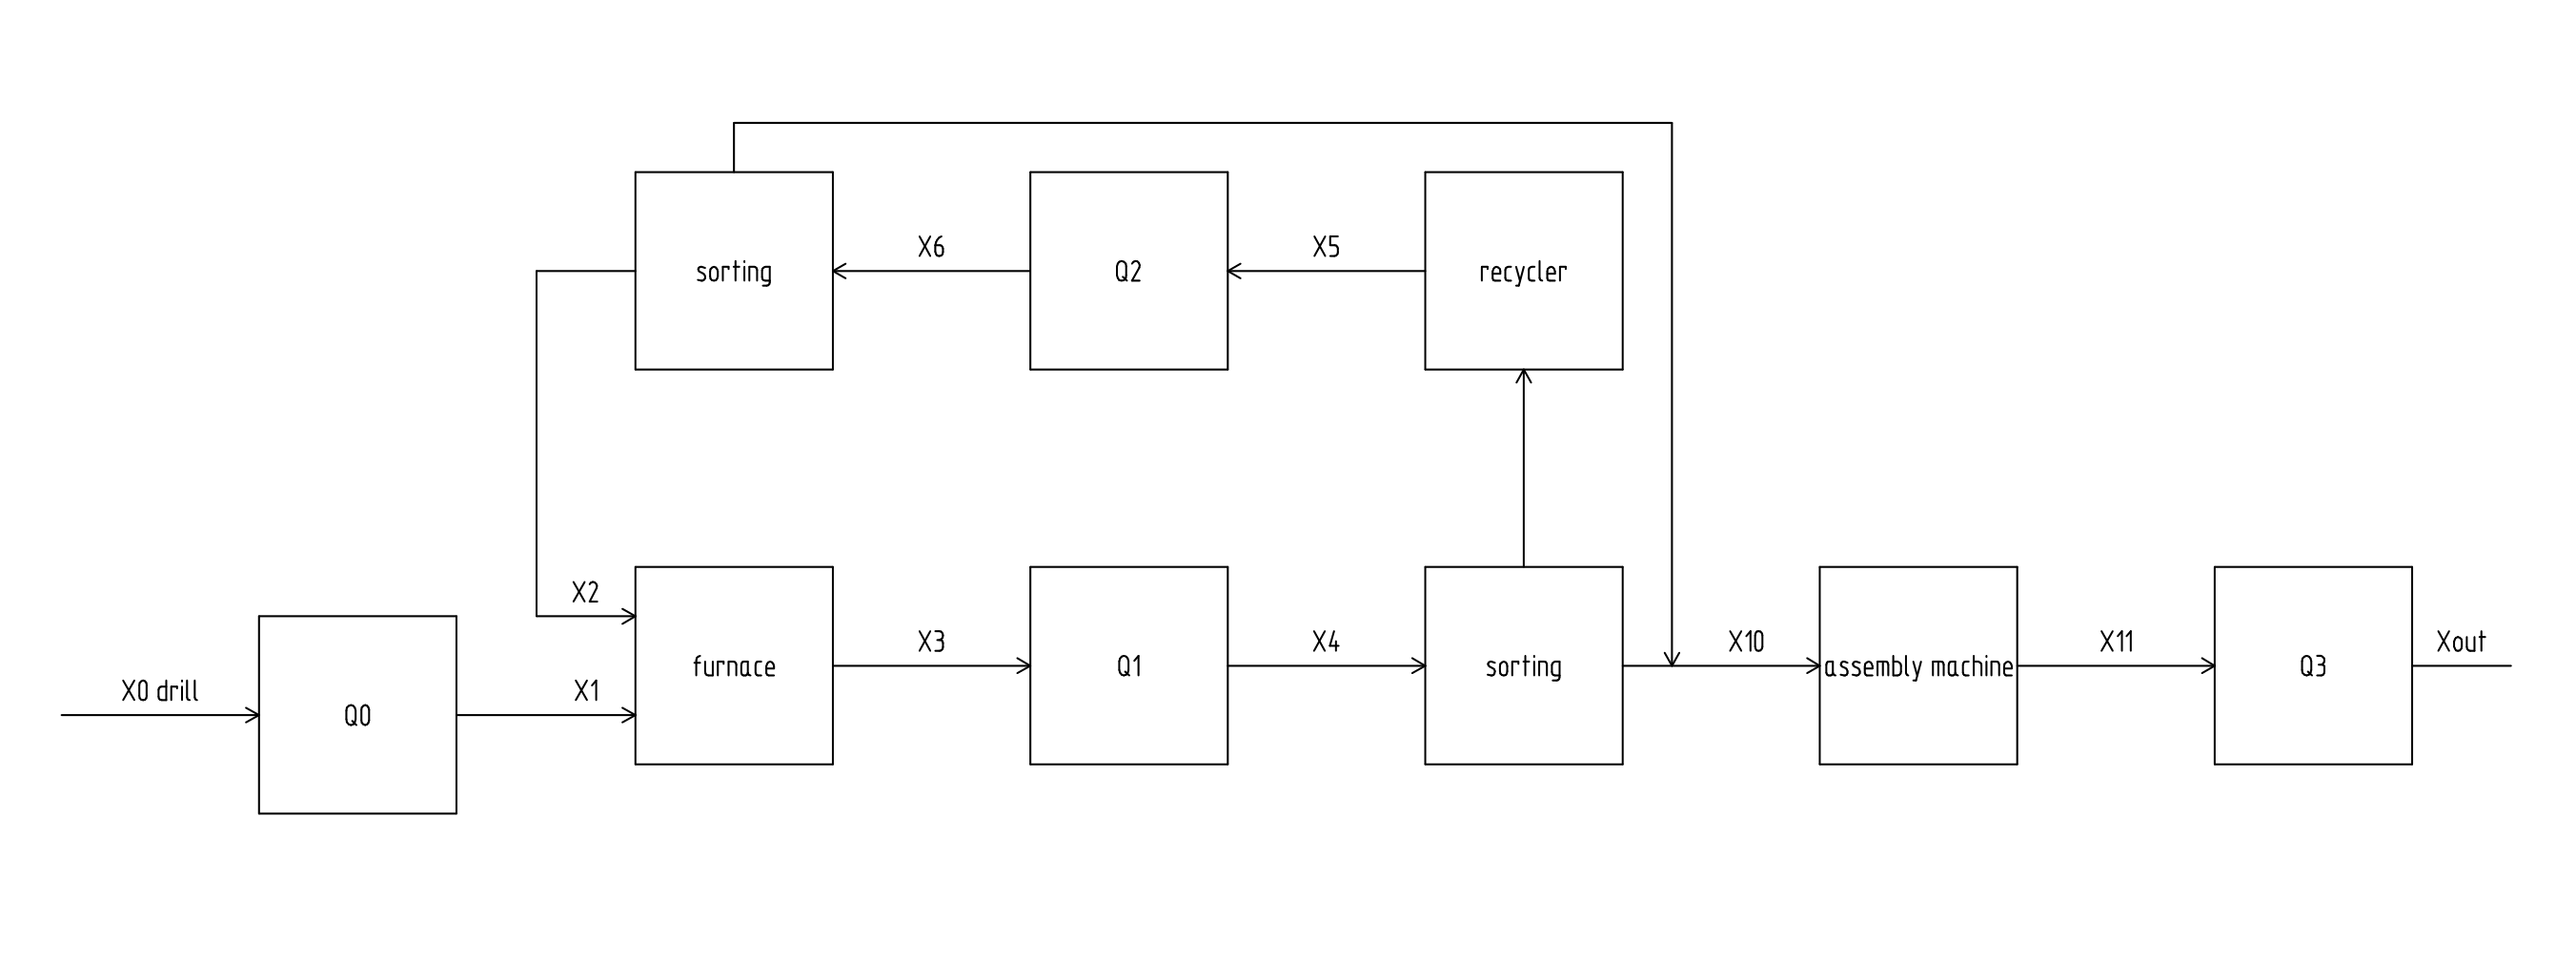 sorting
X6
Q2
X5
recycler
X2
X0 drill
Q0
X1
furnace
X3
Q1
X4
sorting
X10
assembly machine
X11
Q3
Xout